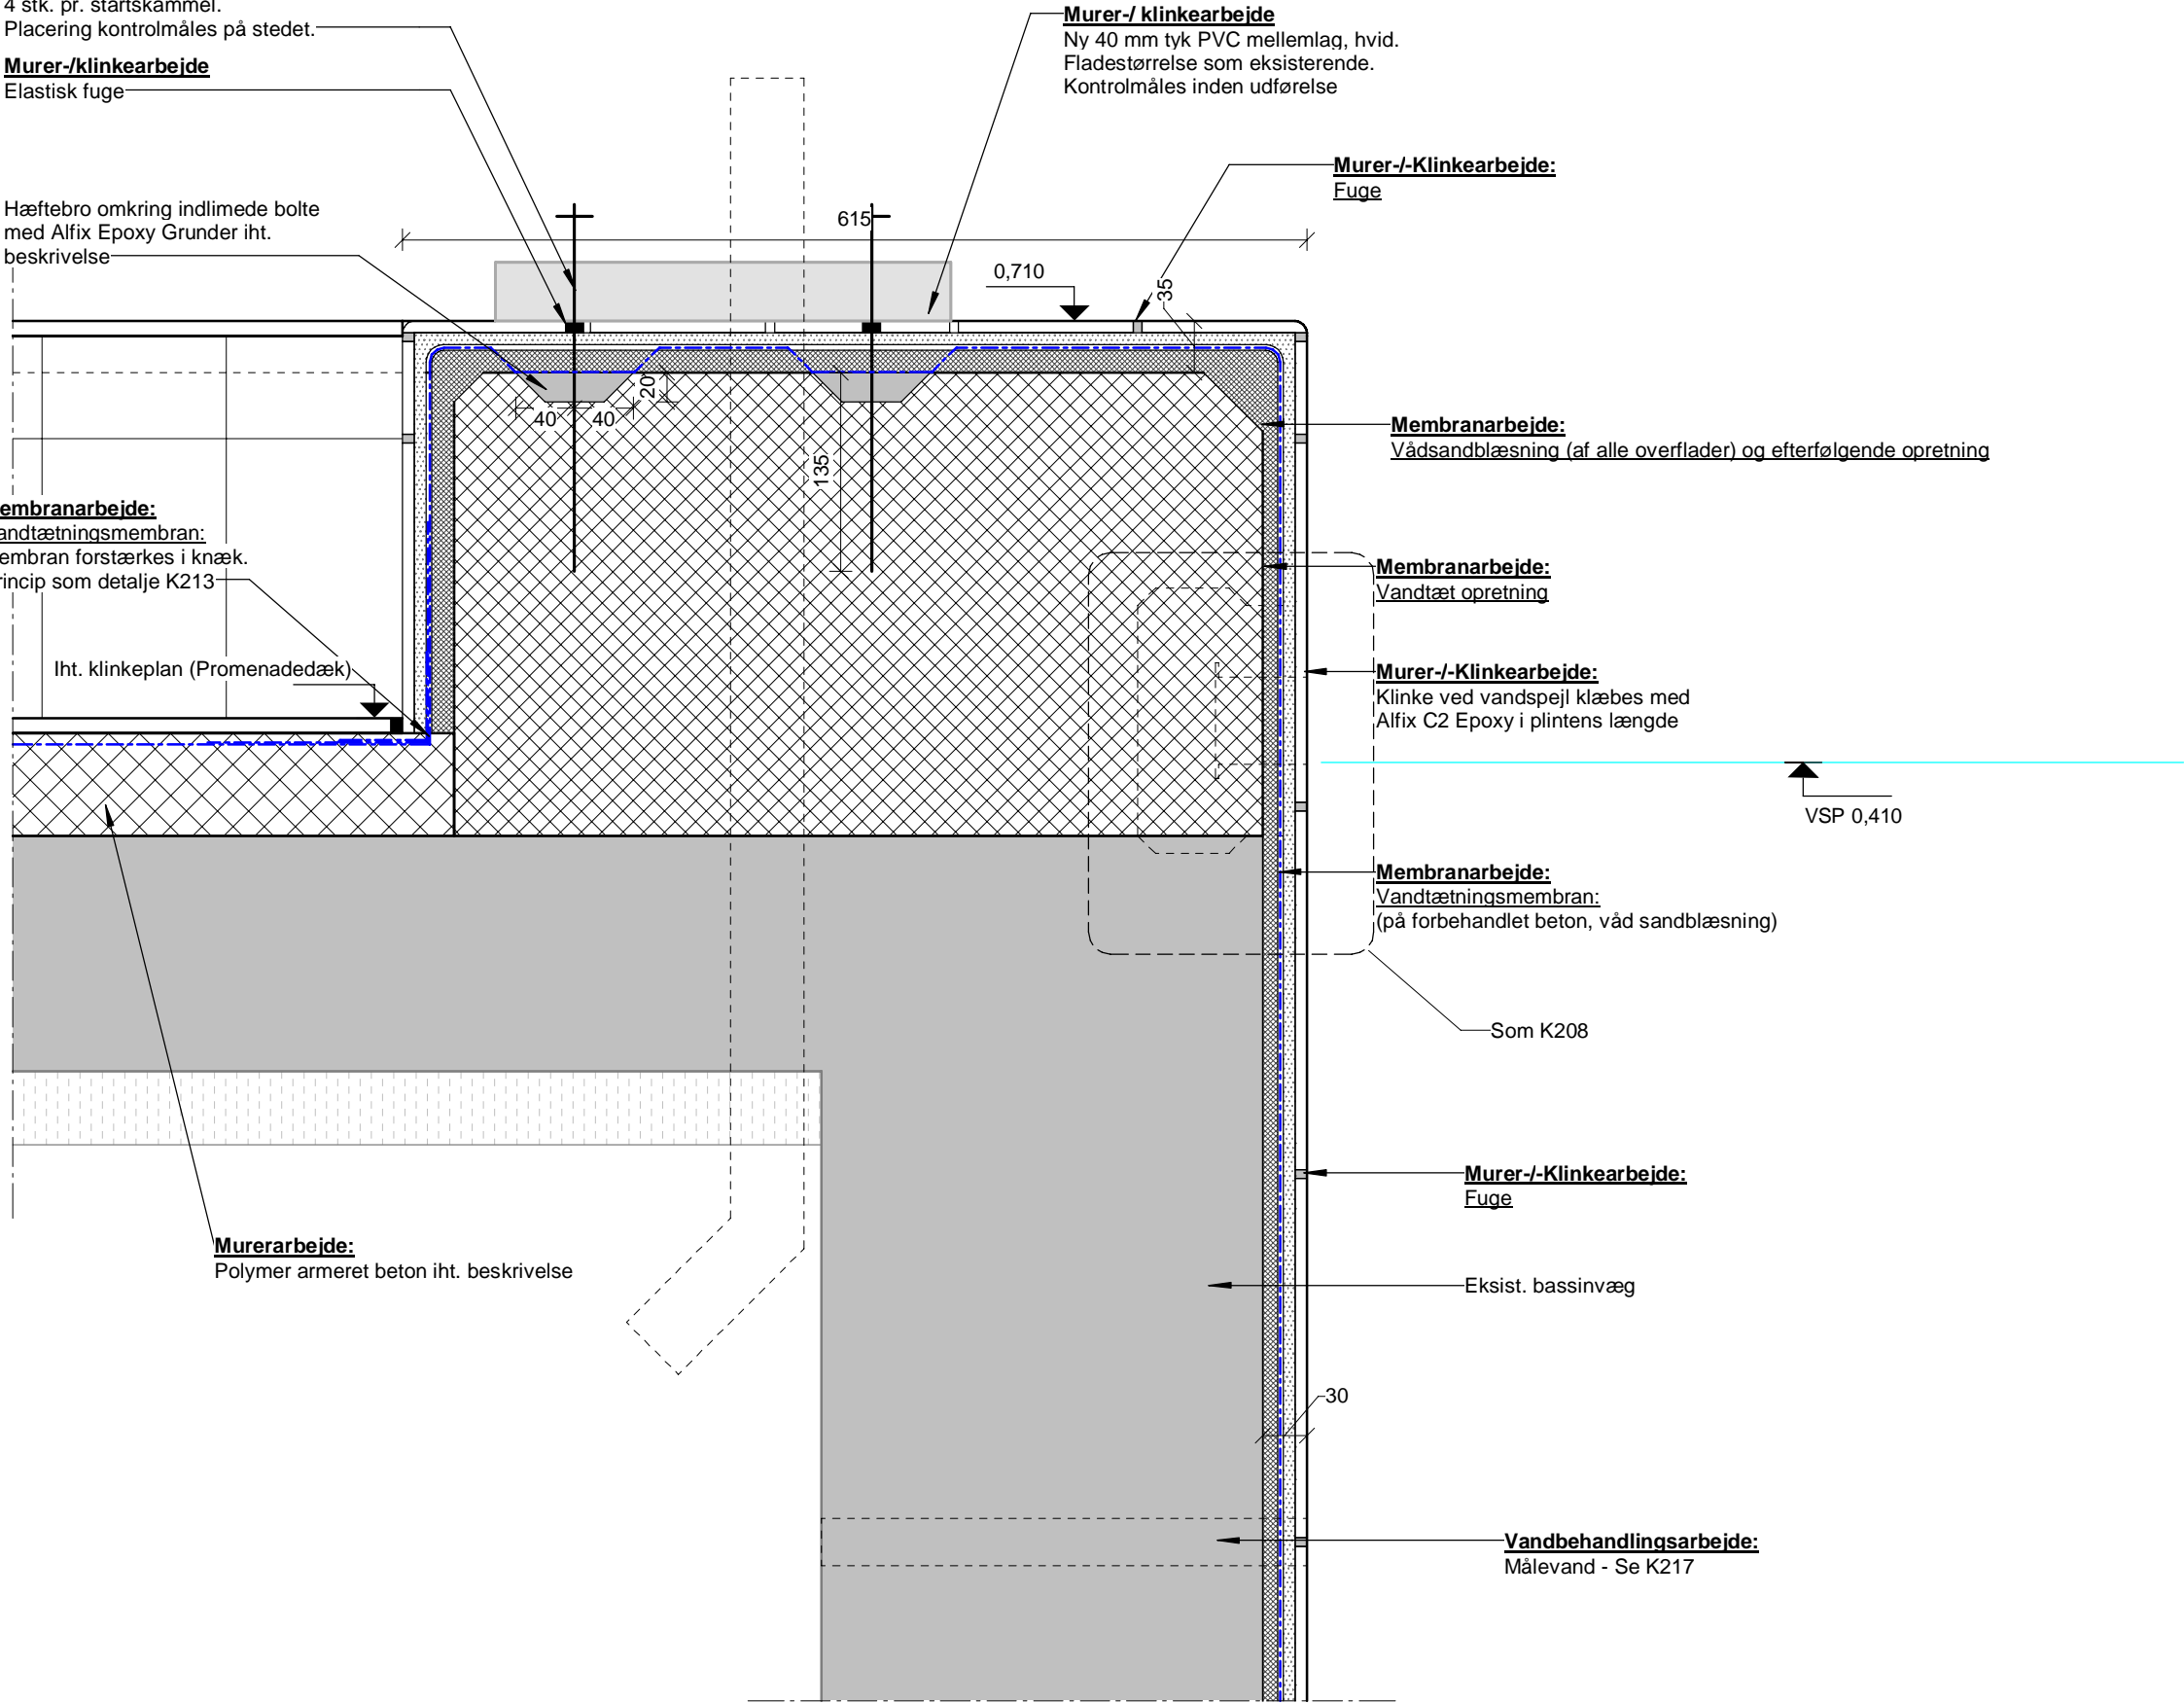 4 stk. pr. startskammel.
Placering kontrolmåles på stedet.
Murer-/klinkearbejde
Elastisk fuge
Hæftebro omkring indlimede bolte
med Alfix Epoxy Grunder iht.
beskrivelse
Murer-/ klinkearbejde
Ny 40 mm tyk PVC mellemlag, hvid.
Fladestørrelse som eksisterende.
Kontrolmåles inden udførelse
Murer-/-Klinkearbejde:
Fuge
615
0,710
35
20
40
40
135
Membranarbejde:
Vådsandblæsning (af alle overflader) og efterfølgende opretning
embranarbejde:
andtætningsmembran:
embran forstærkes i knæk.
rincip som detalje K213
Iht. klinkeplan (Promenadedæk)
Membranarbejde:
Vandtæt opretning
Murer-/-Klinkearbejde:
Klinke ved vandspejl klæbes med
Alfix C2 Epoxy i plintens længde
VSP 0,410
Membranarbejde:
Vandtætningsmembran:
(på forbehandlet beton, våd sandblæsning)
Som K208
Murer-/-Klinkearbejde:
Fuge
Murerarbejde:
Polymer armeret beton iht. beskrivelse
Eksist. bassinvæg
30
Vandbehandlingsarbejde:
Målevand - Se K217